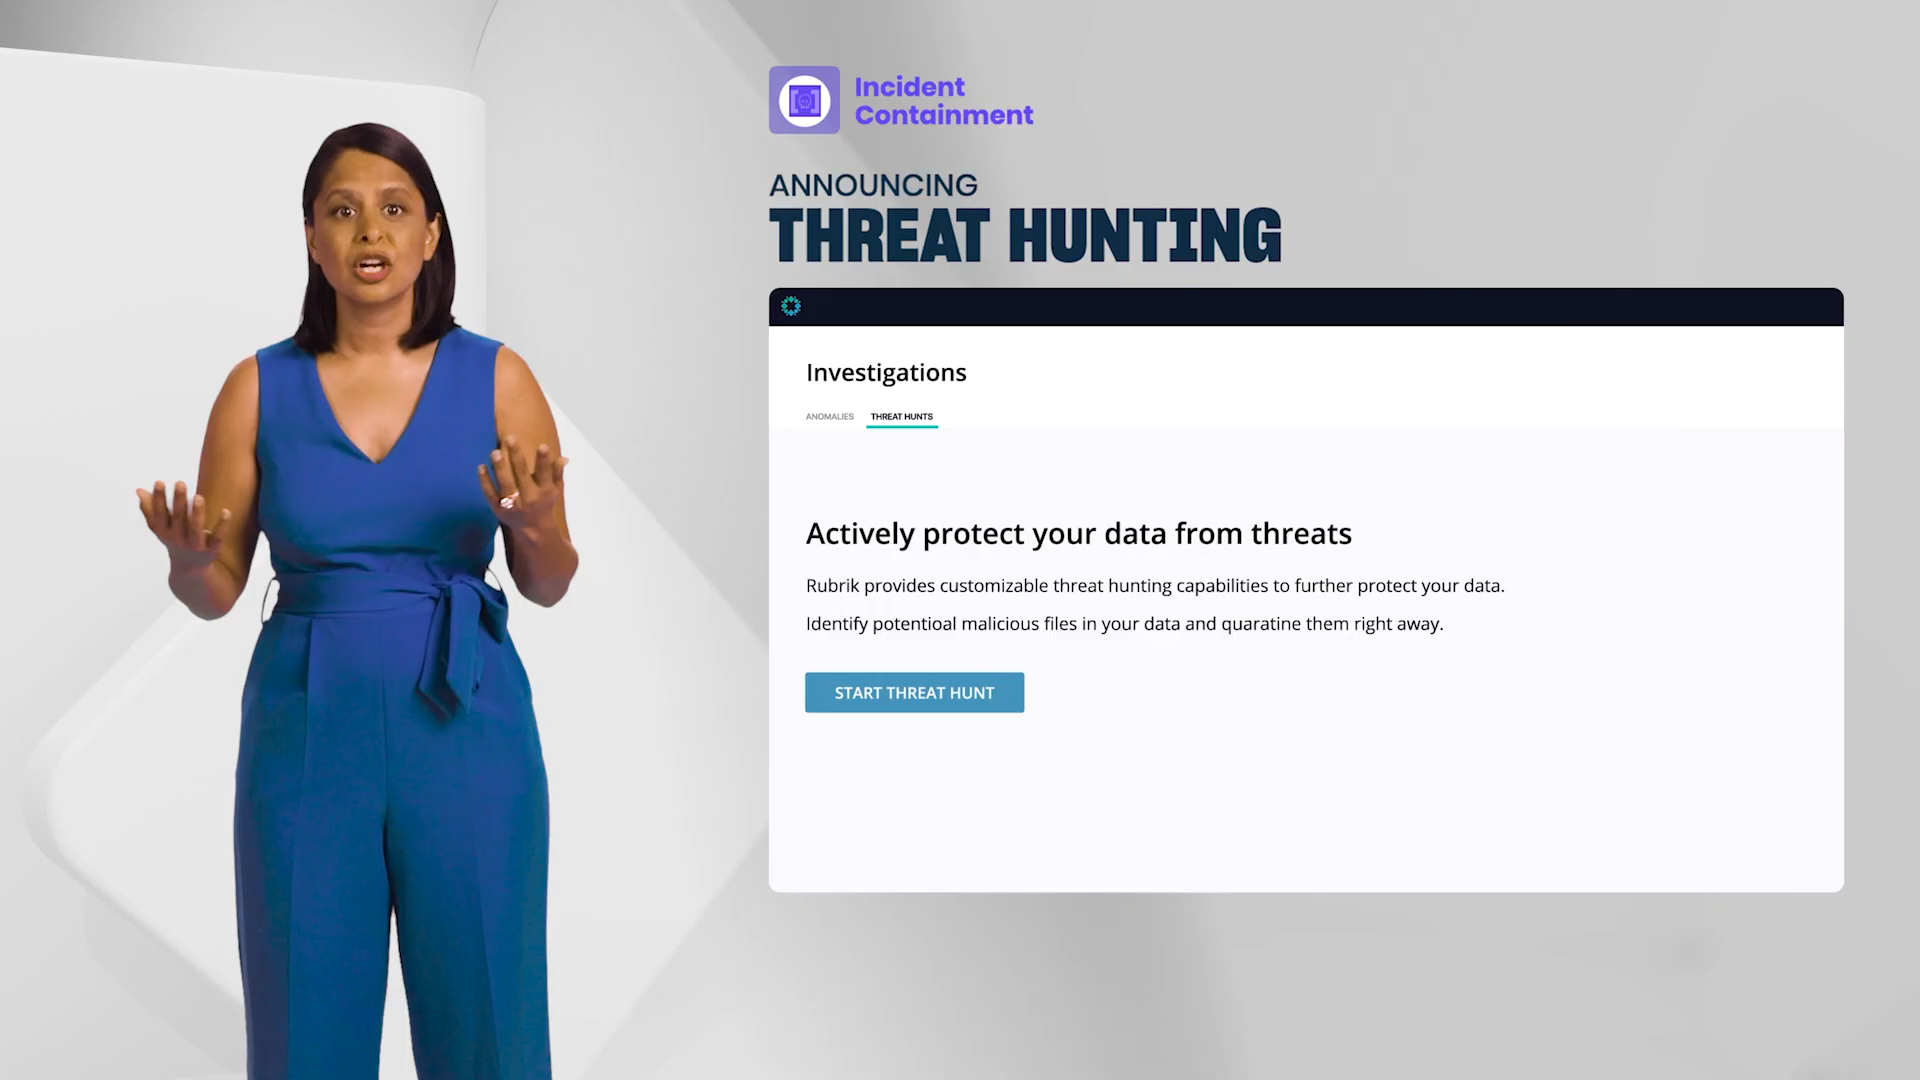 Incident
Containment
ANNOUNCING
THREAT HUNTING
Investigations
ANOMALIES THREAT HUNTS
Actively protect your data from threats
Rubrik provides customizable threat hunting capabilities to further protect your data.
Identify potentioal malicious files in your data and quaratine them right away.
START THREAT HUNT